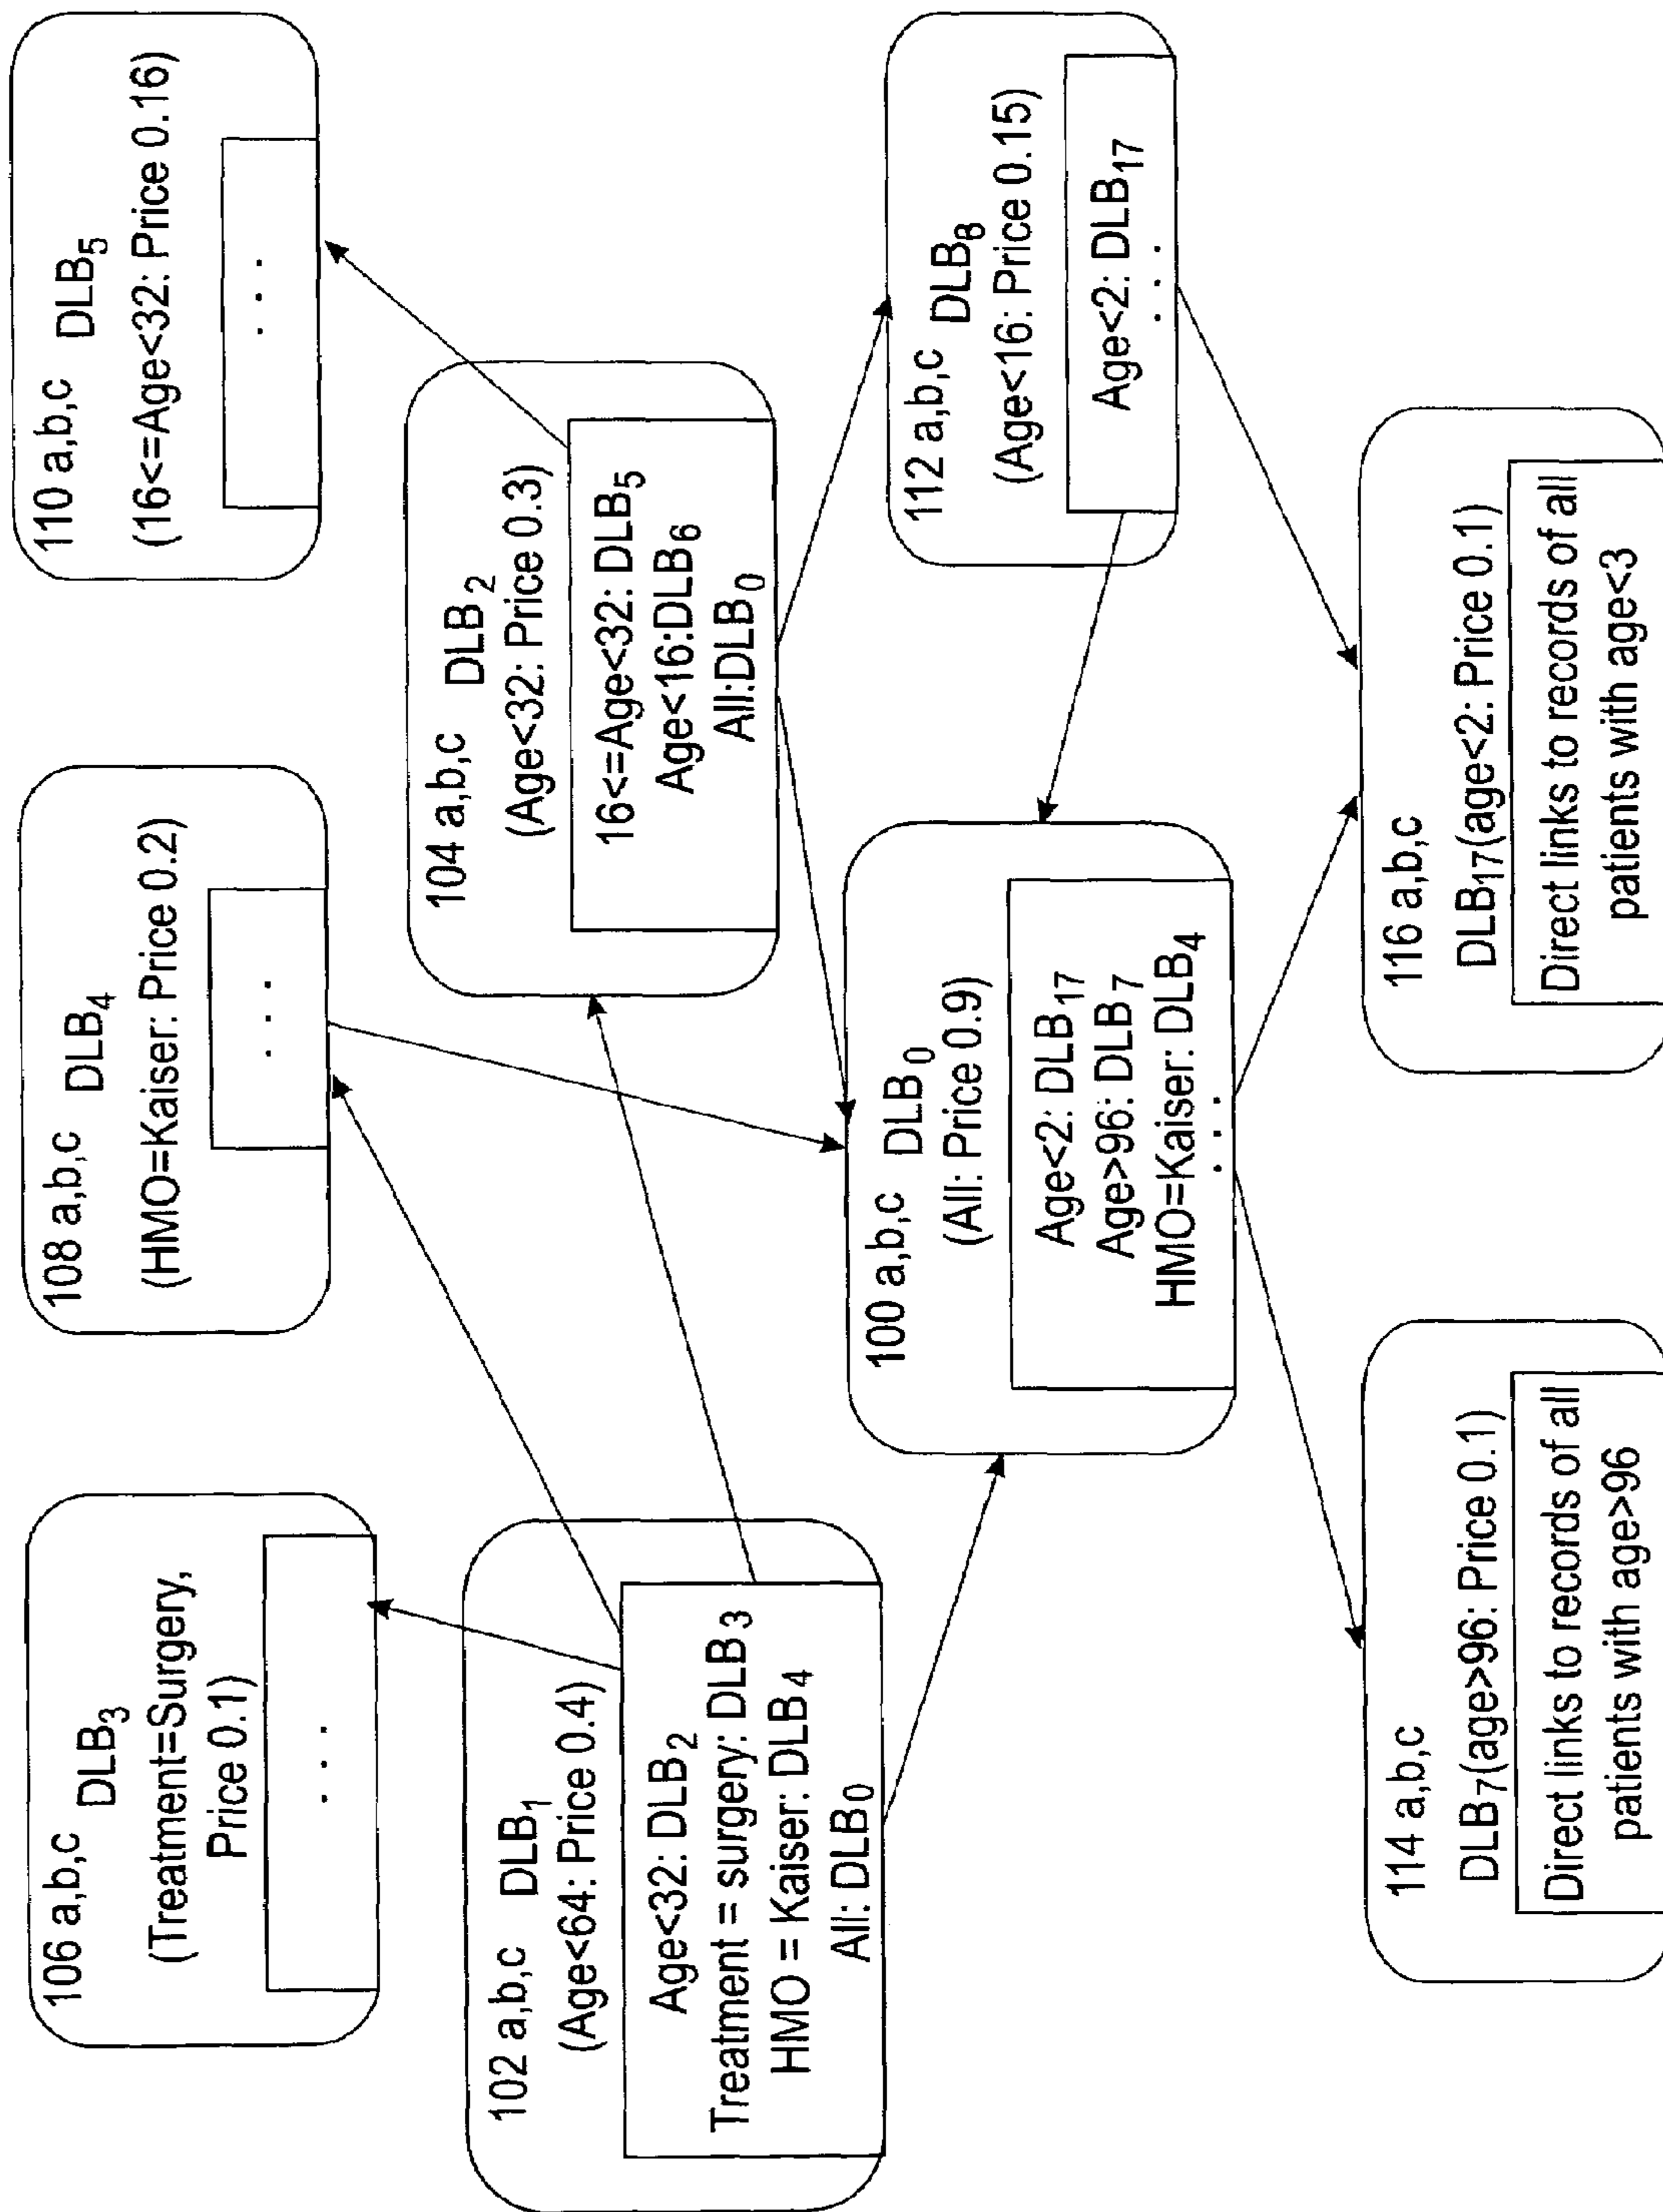 106 a,b,c
DLB3
(Treatment=Surgery,
Price 0.1)
. . .
108 a,b,c DLB4
(HMO=Kaiser: Price 0.2)
. . .
110 a,b,c DLB5
(16<=Age<32: Price 0.16)
. . .
102 a,b,c DLB1
(Age<64: Price 0.4)
Age<32: DLB2
Treatment = surgery: DLB3
HMO = Kaiser: DLB4
All: DLB0
104 a,b,c DLB2
(Age<32: Price 0.3)
16<=Age<32: DLB5
Age<16:DLB6
All:DLB0
100 a,b,c DLB0
(All: Price 0.9)
Age<2: DLB17
Age>96: DLB7
HMO=Kaiser: DLB4
. . .
112 a,b,c DLB6
(Age<16: Price 0.15)
Age<2: DLB17
. . .
114 a,b,c
DLB7(age>96: Price 0.1)
Direct links to records of all
patients with age>96
116 a,b,c
DLB17(age<2: Price 0.1)
Direct links to records of all
patients with age<3